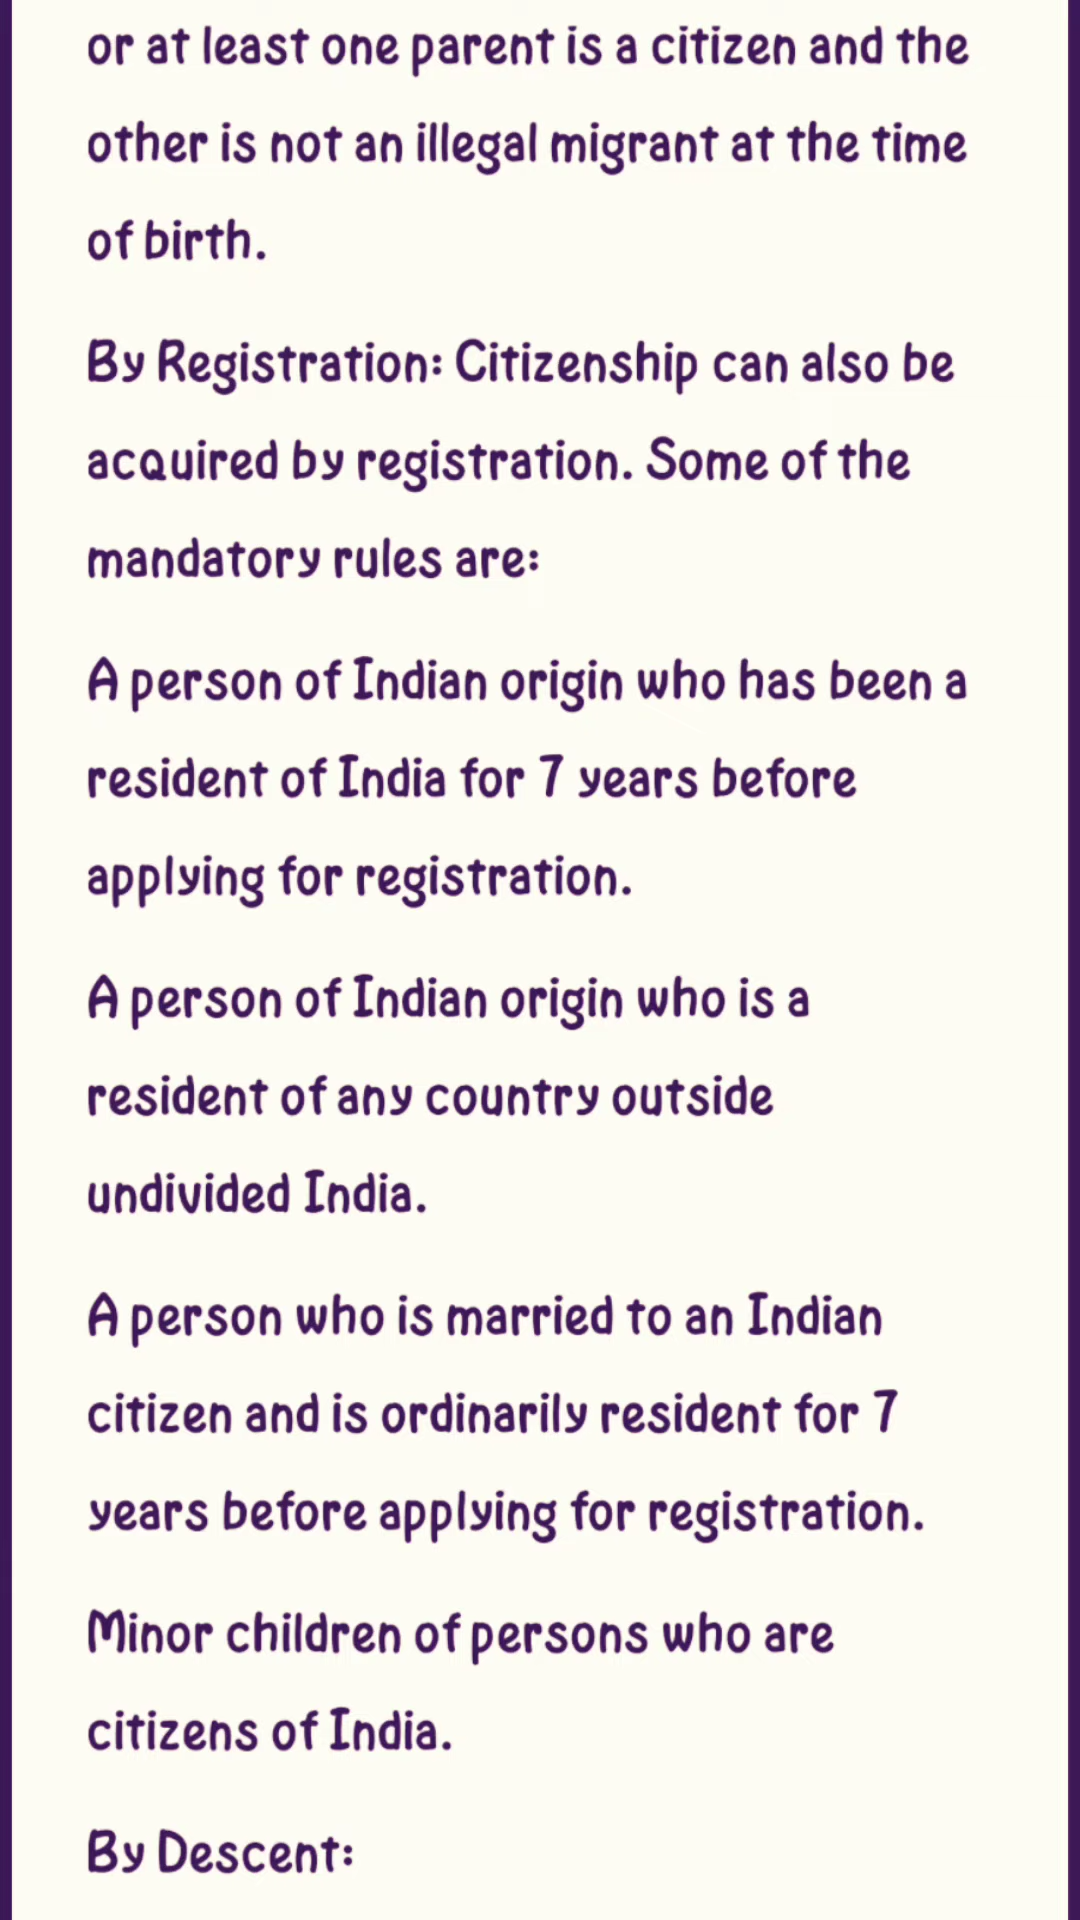 or at least one parent is a citizen and the
other is not an illegal migrant at the time
of birth.
By Registration: Citizenship can also be
acquired by registration. Some of the
mandatory rules are:
A person of Indian origin who has been a
resident of India for 7 years before
applying for registration.
A person of Indian origin who is a
resident of any country outside
undivided India.
A person who is married to an Indian
citizen and is ordinarily resident for 7
years before applying for registration.
Minor children of persons who are
citizens of India.
By Descent: